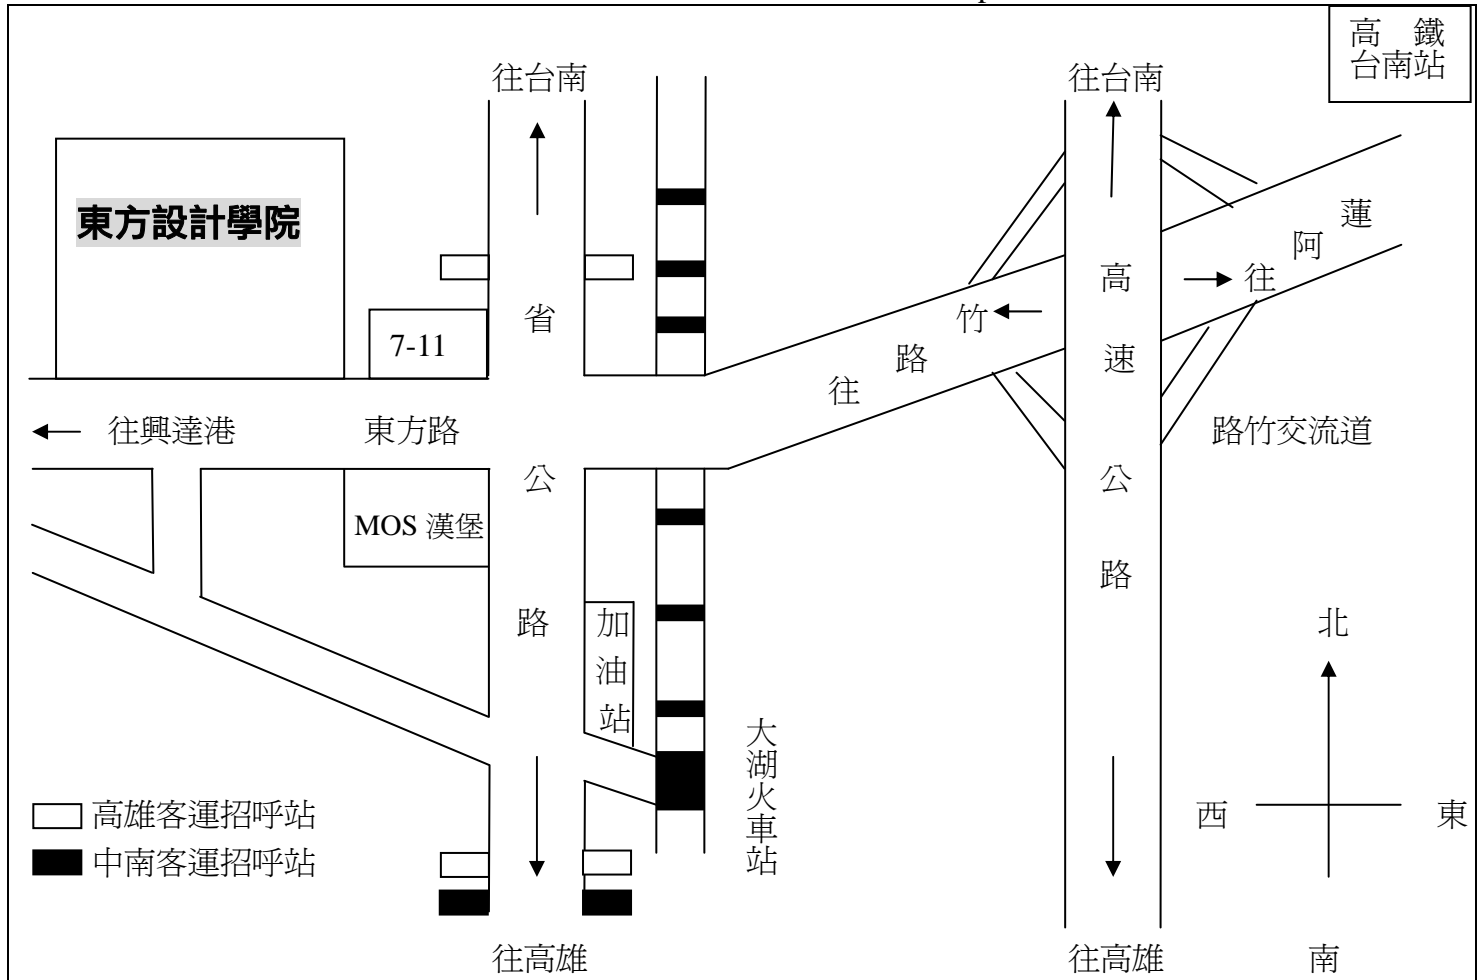 高 鐵
台南站
往台南
往台南
東方設計學院
省公路
7-11
高速公路
往阿蓮
往路竹
往興達港
東方路
路竹交流道
MOS 漢堡
加油站
大湖火車站
北
西
東
南
高雄客運招呼站
中南客運招呼站
往高雄
往高雄